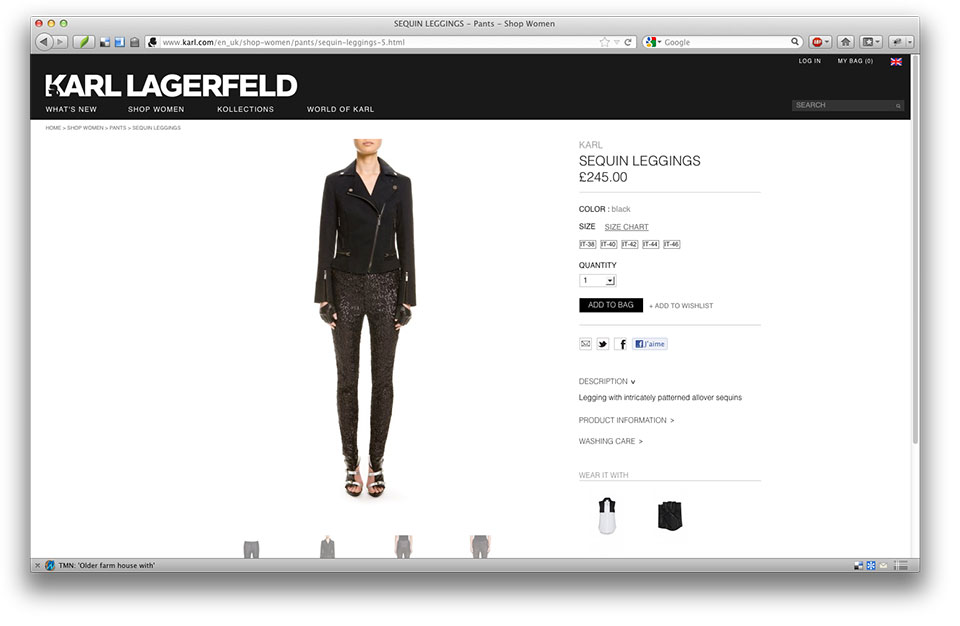 SEQUIN LEGGINGS – Pants – Shop Women
www.karl.com/en_uk/shop-women/pants/sequin-leggings-5.html
Google
ABP
LOG IN
MY BAG (0)
KARL LAGERFELD
WHAT'S NEW
SHOP WOMEN
KOLLECTIONS
WORLD OF KARL
SEARCH
HOME > SHOP WOMEN > PANTS > SEQUIN LEGGINGS
KARL
SEQUIN LEGGINGS
£245.00
COLOR : black
SIZE SIZE CHART
IT-38 IT-40 IT-42 IT-44 IT-46
QUANTITY
1
ADD TO BAG + ADD TO WISHLIST
J'aime
DESCRIPTION v
Legging with intricately patterned allover sequins
PRODUCT INFORMATION >
WASHING CARE >
WEAR IT WITH
TMN: 'Older farm house with'